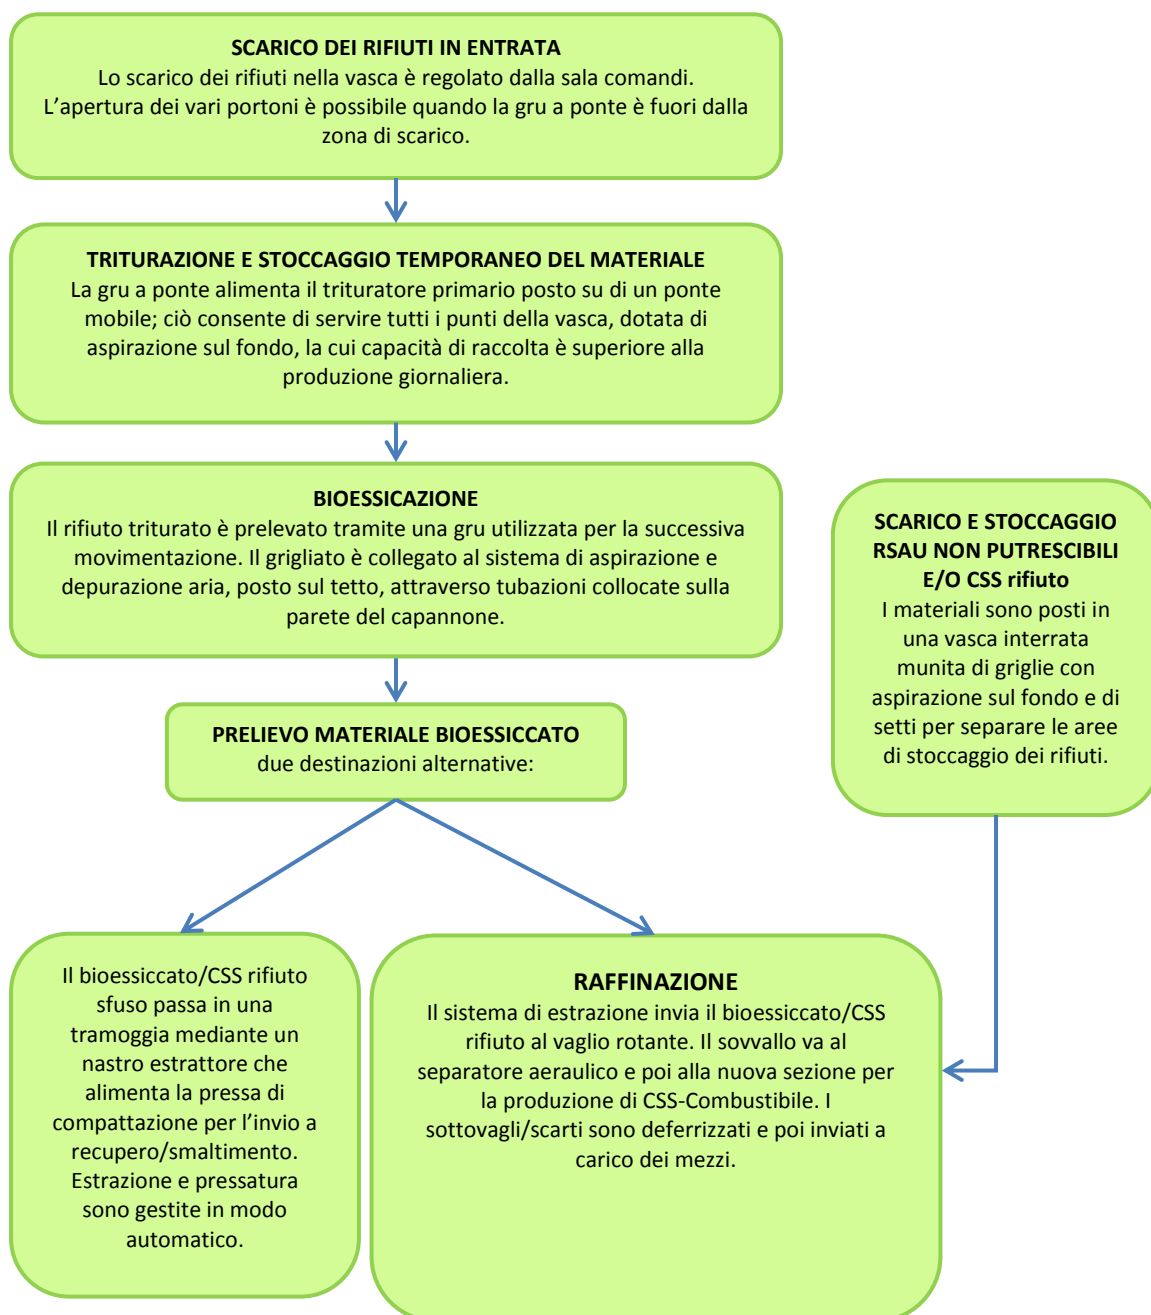 SCARICO DEI RIFIUTI IN ENTRATA
Lo scarico dei rifiuti nella vasca è regolato dalla sala comandi.
L’apertura dei vari portoni è possibile quando la gru a ponte è fuori dalla
zona di scarico.
TRITURAZIONE E STOCCAGGIO TEMPORANEO DEL MATERIALE
La gru a ponte alimenta il trituratore primario posto su di un ponte
mobile; ciò consente di servire tutti i punti della vasca, dotata di
aspirazione sul fondo, la cui capacità di raccolta è superiore alla
produzione giornaliera.
BIOESSICAZIONE
Il rifiuto triturato è prelevato tramite una gru utilizzata per la successiva
movimentazione. Il grigliato è collegato al sistema di aspirazione e
depurazione aria, posto sul tetto, attraverso tubazioni collocate sulla
parete del capannone.
SCARICO E STOCCAGGIO
RSAU NON PUTRESCIBILI
E/O CSS rifiuto
I materiali sono posti in
una vasca interrata
munita di griglie con
aspirazione sul fondo e di
setti per separare le aree
di stoccaggio dei rifiuti.
PRELIEVO MATERIALE BIOESSICCATO
due destinazioni alternative:
Il bioessiccato/CSS rifiuto
sfuso passa in una
tramoggia mediante un
nastro estrattore che
alimenta la pressa di
compattazione per l’invio a
recupero/smaltimento.
Estrazione e pressatura
sono gestite in modo
automatico.
RAFFINAZIONE
Il sistema di estrazione invia il bioessiccato/CSS
rifiuto al vaglio rotante. Il sovvallo va al
separatore aeraulico e poi alla nuova sezione per
la produzione di CSS-Combustibile. I
sottovagli/scarti sono deferrizzati e poi inviati a
carico dei mezzi.